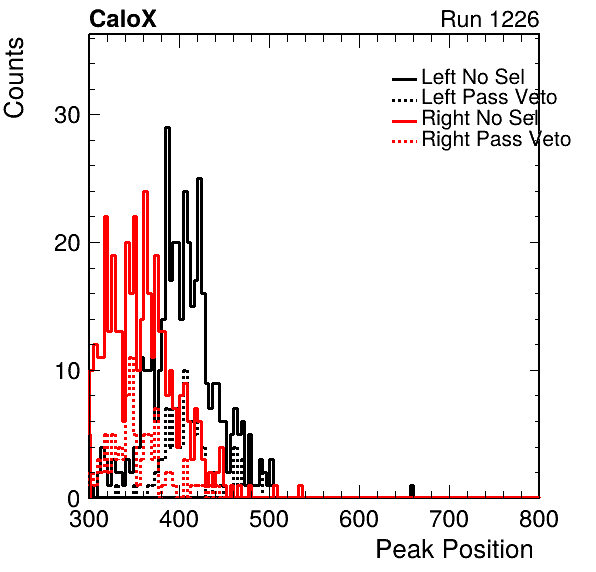 CaloX Run 1226
Counts
Left No Sel
Left Pass Veto
Right No Sel
Right Pass Veto
30
20
10
0
300 400 500 600 700 800
Peak Position